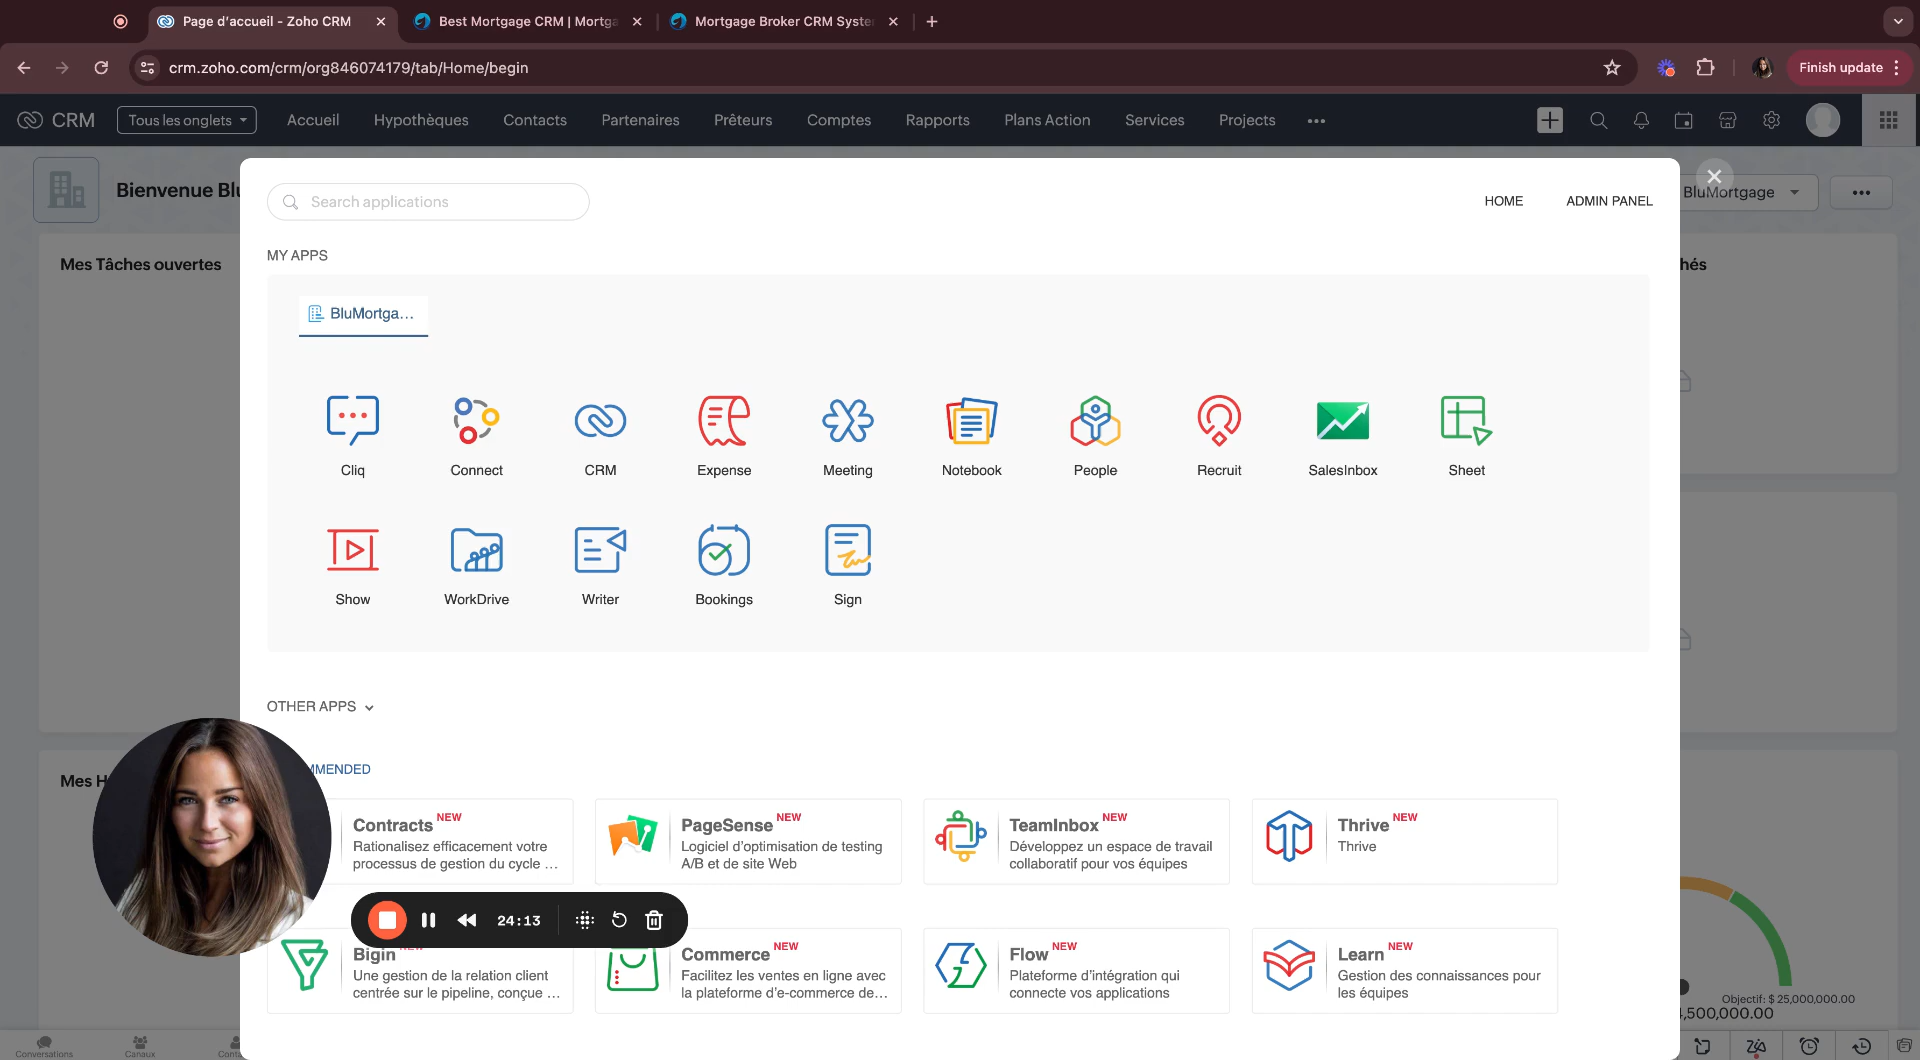 Page d'accueil - Zoho CRM
Best Mortgage CRM | Mortga
Mortgage Broker CRM Syste
crm.zoho.com/crm/org846074179/tab/Home/begin
Finish update
CRM
Tous les onglets
Accueil
Hypothèques
Contacts
Partenaires
Prêteurs
Comptes
Rapports
Plans Action
Services
Projects
Bienvenue Blu
BluMortgage
Search applications
HOME
ADMIN PANEL
MY APPS
Mes Tâches ouvertes
hés
BluMortga...
Cliq
Connect
CRM
Expense
Meeting
Notebook
People
Recruit
SalesInbox
Sheet
Show
WorkDrive
Writer
Bookings
Sign
OTHER APPS
MMENDED
Mes H
Contracts NEW
Rationalisez efficacement votre
processus de gestion du cycle ...
PageSense NEW
Logiciel d'optimisation de testing
A/B et de site Web
TeamInbox NEW
Développez un espace de travail
collaboratif pour vos équipes
Thrive NEW
Thrive
24:13
Bigin
Une gestion de la relation client
centrée sur le pipeline, conçue ...
Commerce NEW
Facilitez les ventes en ligne avec
la plateforme d'e-commerce de...
Flow NEW
Plateforme d'intégration qui
connecte vos applications
Learn NEW
Gestion des connaissances pour
les équipes
Objectif: $ 25,000,000.00
,500,000.00
Conversations
Canaux
Conta